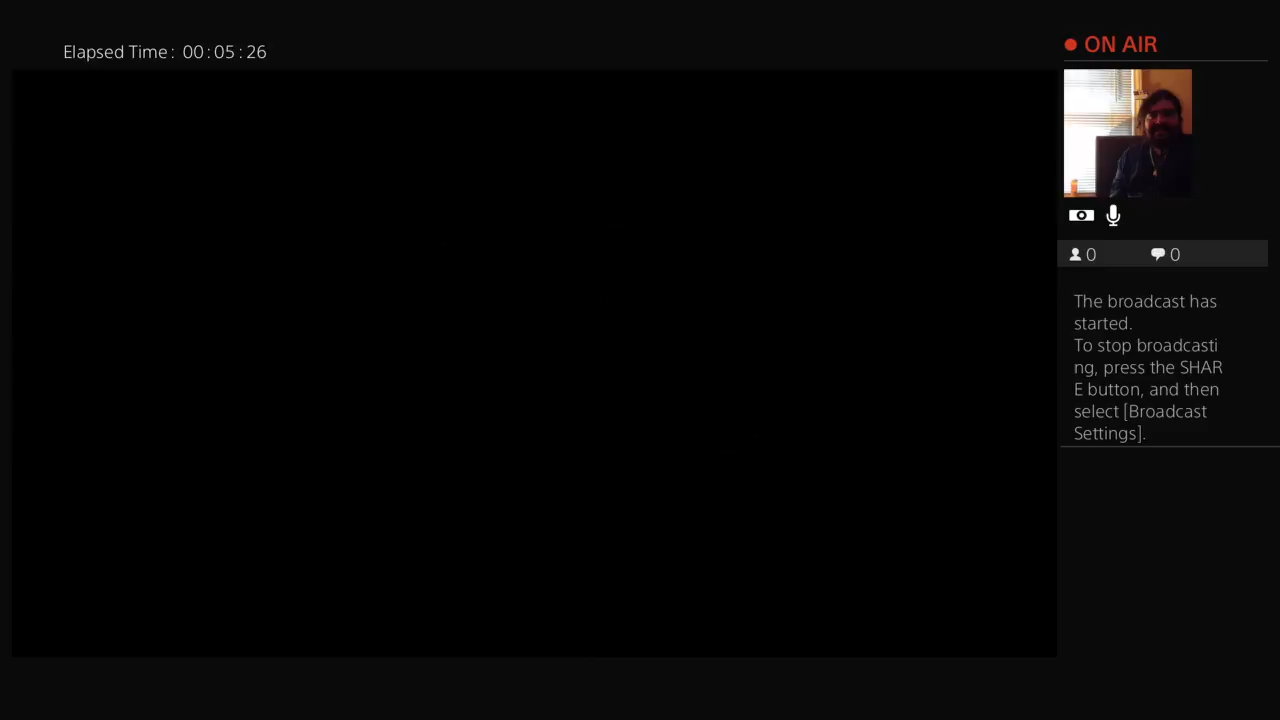 Elapsed Time: 00:05:26
ON AIR
0
0
The broadcast has
started.
To stop broadcasti
ng, press the SHAR
E button, and then
select [Broadcast
Settings].